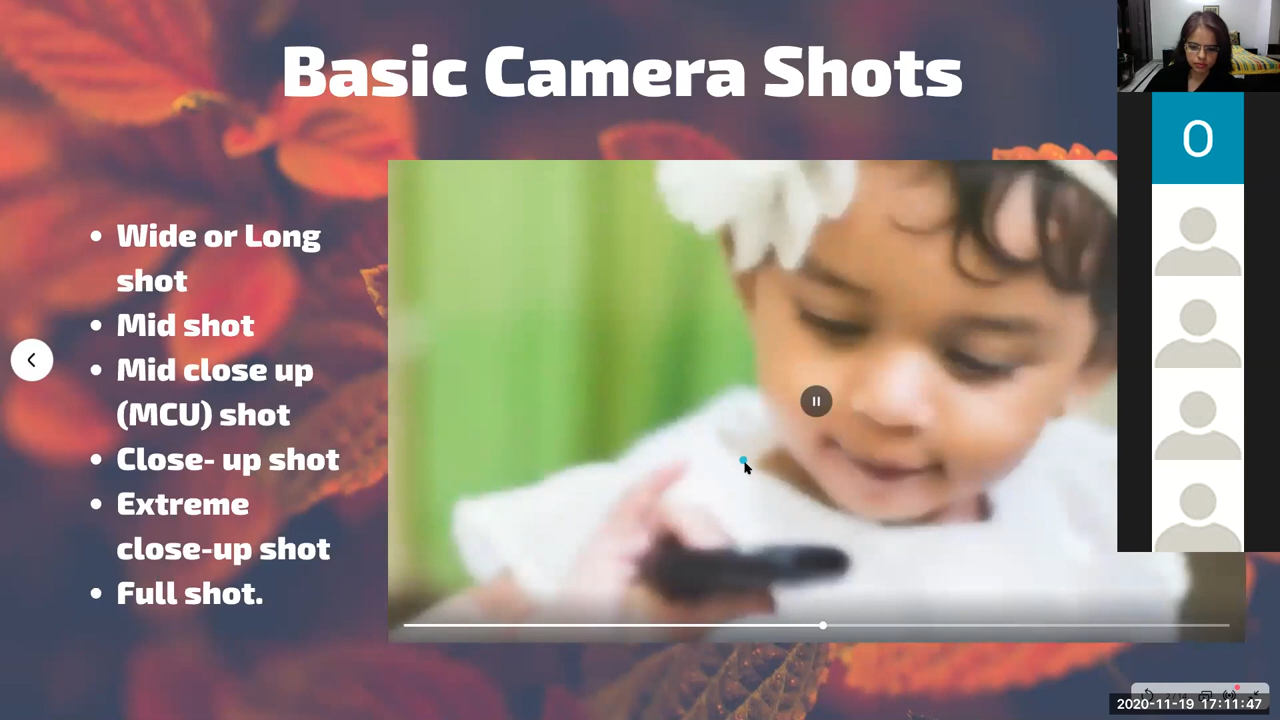 Basic Camera Shots
• Wide or Long
shot
• Mid shot
• Mid close up
(MCU) shot
• Close- up shot
• Extreme
close-up shot
• Full shot.
O
2020-11-19 17:11:47